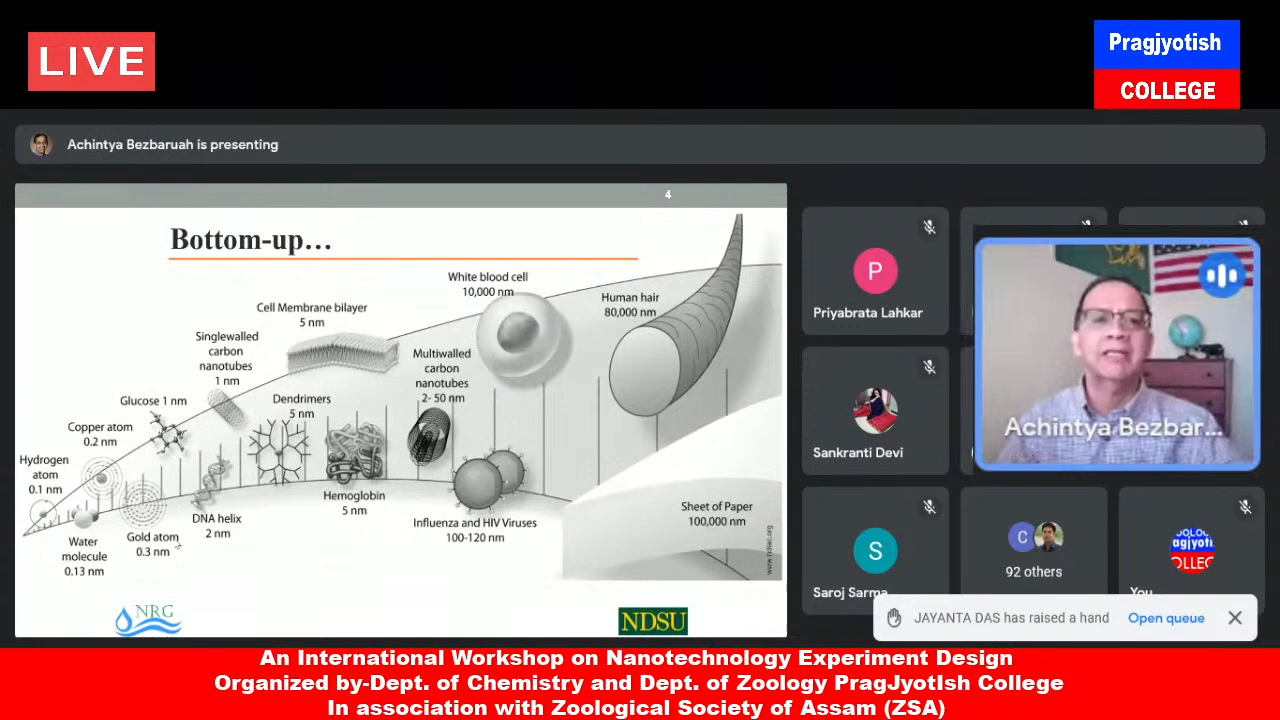 LIVE
Pragjyotish
COLLEGE
Achintya Bezbaruah is presenting
4
Bottom-up...
White blood cell
10,000 nm
Human hair
80,000 nm
Cell Membrane bilayer
5 nm
Singlewalled
carbon
nanotubes
1 nm
Multiwalled
carbon
nanotubes
2- 50 nm
Glucose 1 nm
Dendrimers
5 nm
Copper atom
0.2 nm
Hydrogen
atom
0.1 nm
Water
molecule
0.13 nm
Gold atom
0.3 nm
DNA helix
2 nm
Hemoglobin
5 nm
Influenza and HIV Viruses
100-120 nm
Sheet of Paper
100,000 nm
NRG
NDSU
P
Priyabrata Lahkar
Achintya Bezbar...
Sankranti Devi
S
Saroj Sarma
C
92 others
You
JAYANTA DAS has raised a hand
Open queue
An International Workshop on Nanotechnology Experiment Design
Organized by-Dept. of Chemistry and Dept. of Zoology PragJyotIsh College
In association with Zoological Society of Assam (ZSA)